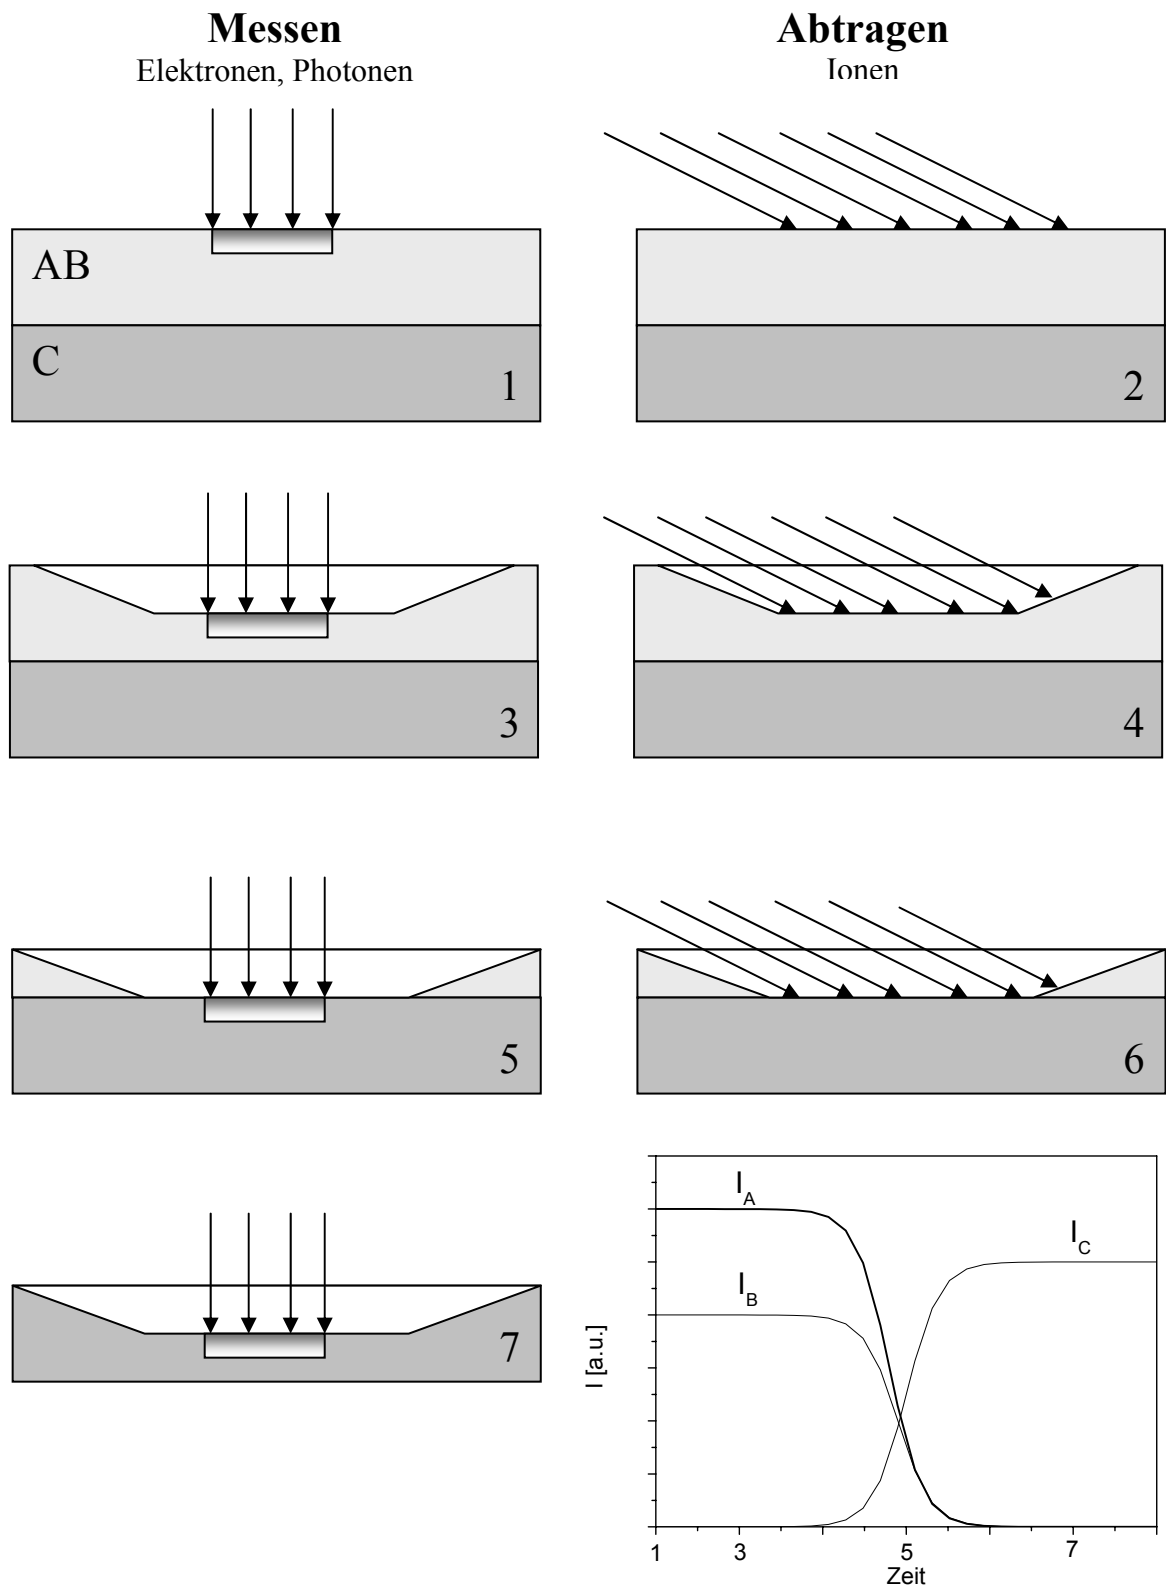 Messen
Elektronen, Photonen
Abtragen
Ionen
AB
C
1
2
3
4
5
6
7
I_A
I_B
I_C
I [a.u.]
1 3 5 7
Zeit